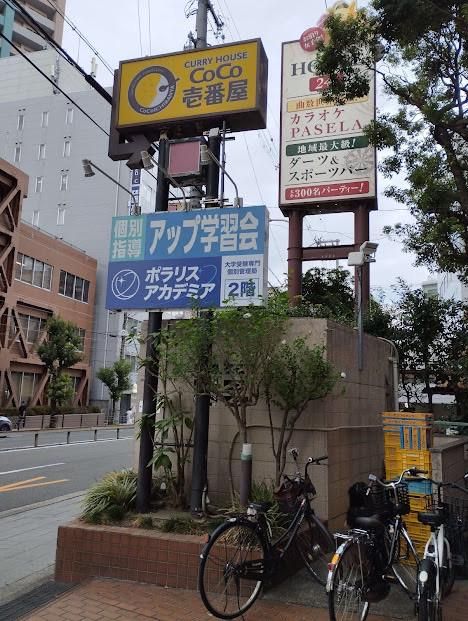 CURRY HOUSE
CoCo
壱番屋
個別
指導
アップ学習会
ポラリス
アカデミア
大学受験専門
個別管理塾
2階
カラオケ
PASELA
地域最大級!
ダーツ&
スポーツバー
300名パーティー!